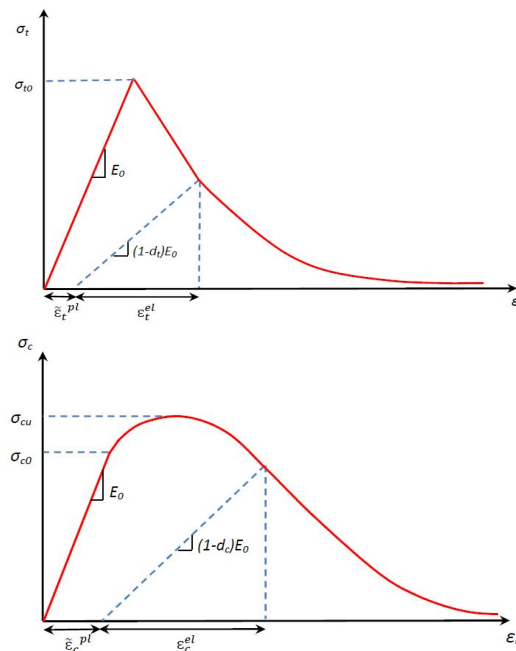 σt
σt0
E0
(1-dt)E0
ε
ε̃t^pl
εt^el
σc
σcu
σc0
E0
(1-dc)E0
ε̃c^pl
εc^el
ε